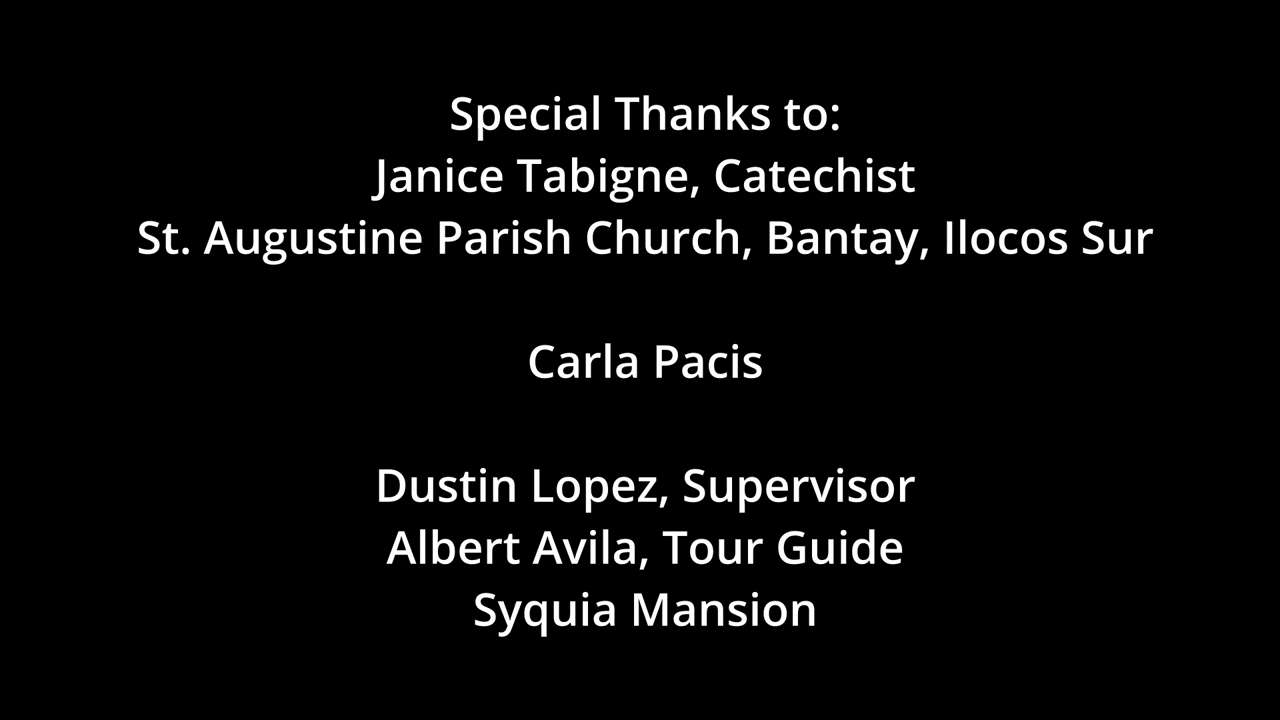 Special Thanks to:
Janice Tabigne, Catechist
St. Augustine Parish Church, Bantay, Ilocos Sur
Carla Pacis
Dustin Lopez, Supervisor
Albert Avila, Tour Guide
Syquia Mansion